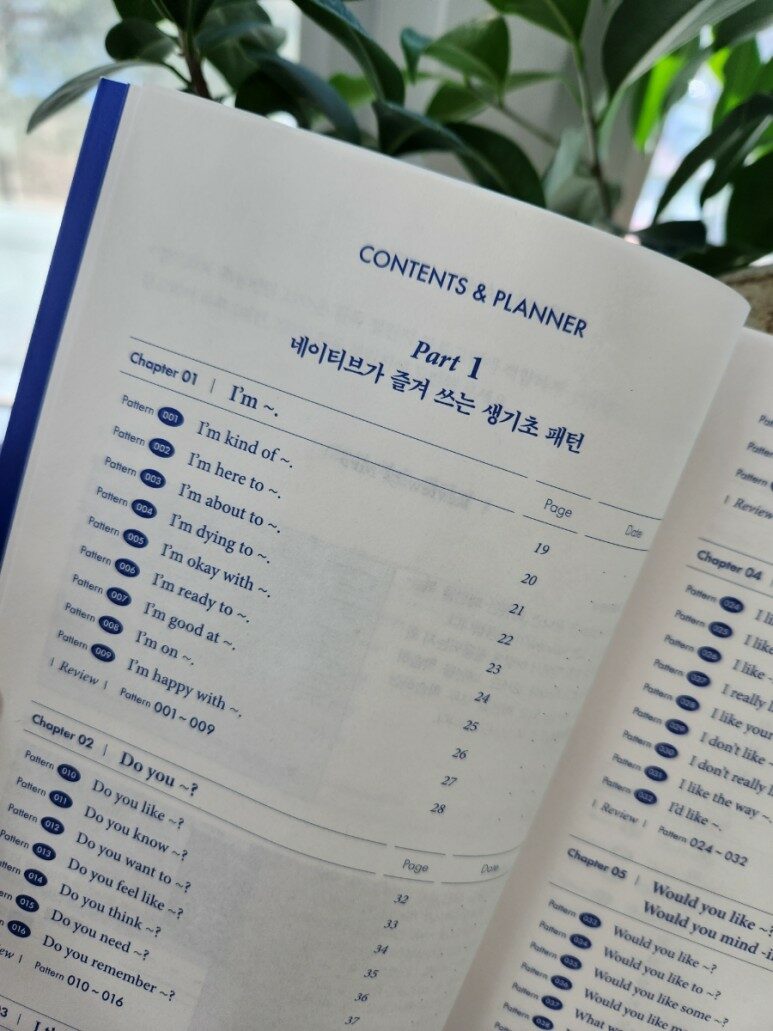 CONTENTS & PLANNER
Part 1
네이티브가 즐겨 쓰는 생기초 패턴
Chapter 01 | I'm ~.
Page Date
Pattern 001 I'm kind of ~. 19
Pattern 002 I'm here to ~. 20
Pattern 003 I'm about to ~. 21
Pattern 004 I'm dying to ~. 22
Pattern 005 I'm okay with ~. 23
Pattern 006 I'm ready to ~. 24
Pattern 007 I'm good at ~. 25
Pattern 008 I'm on ~. 26
Pattern 009 I'm happy with ~. 27
| Review | Pattern 001 ~ 009 28
Chapter 02 | Do you ~?
Page Date
Pattern 010 Do you like ~? 32
Pattern 011 Do you know ~? 33
Pattern 012 Do you want to ~? 34
Pattern 013 Do you feel like ~? 35
Pattern 014 Do you think ~? 36
015 Do you need ~? 37
016 Do you remember ~?
Pattern 010 ~ 016
| Review
Chapter 04
Pattern 024 I li
Pattern 025 I like
Pattern 026 I like ~
Pattern 027 I really l
Pattern 028 I like your
Pattern 029 I don't like ~
Pattern 030 I don't really l
Pattern 031 I like the way ~.
Pattern 032 I'd like ~.
| Review | Pattern 024 ~ 032
Chapter 05 | Would you like ~?
Would you mind -i
Pattern 033 Would you like ~?
Pattern 034 Would you like to ~?
Pattern 035 Would you like some ~?
Pattern 036 Would you like
Pattern 037 What w
Pattern 038